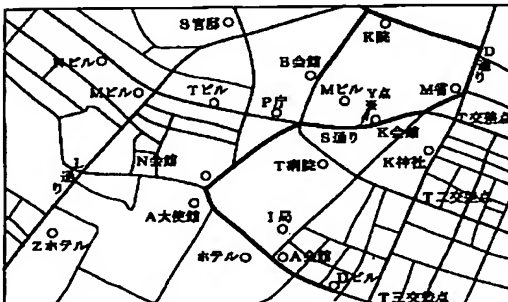 S官邸
K院
D通り
Nビル
B会館
Mビル
Tビル
Mビル
Y点
M省
P庁
S通り
K会館
T交差点
N会館
T病院
K神社
L通り
T三交差点
A大使館
I局
Zホテル
ホテル
A会館
Dビル
T三交差点